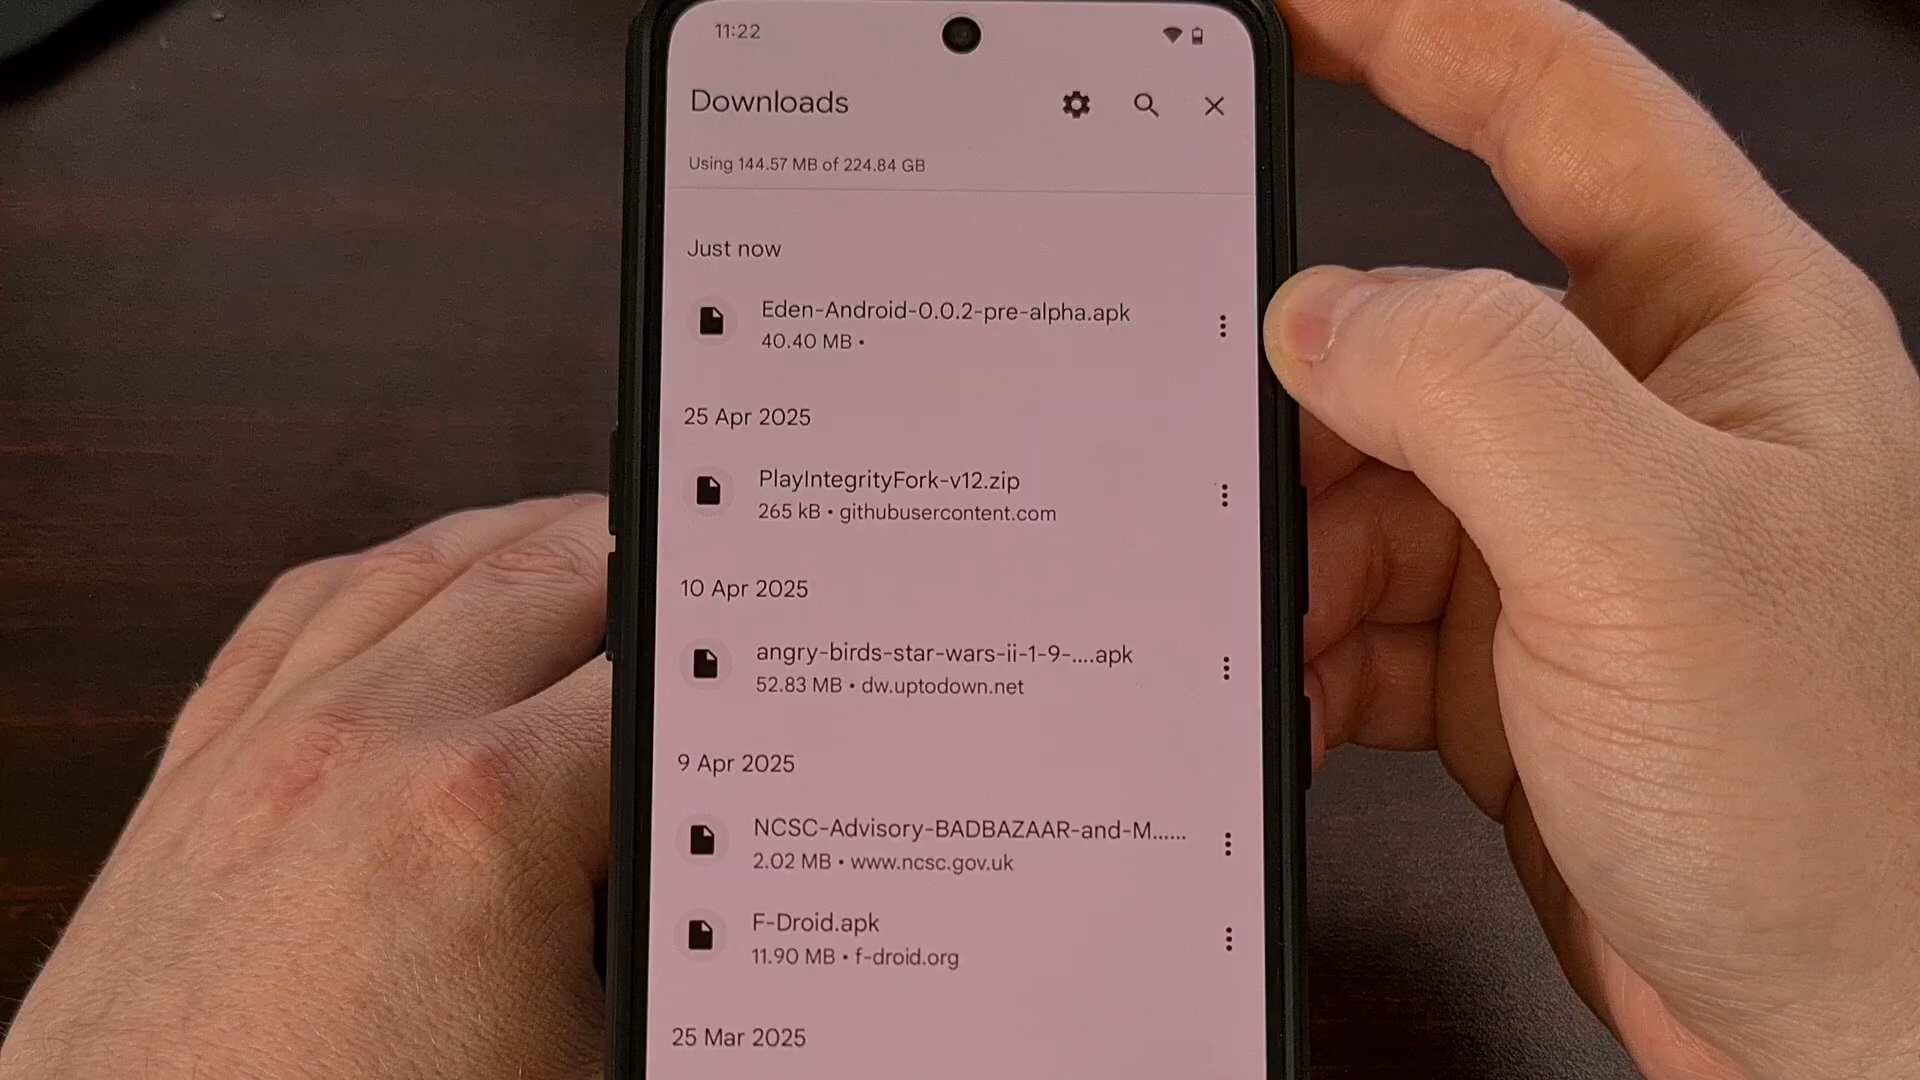 11:22
Downloads
Using 144.57 MB of 224.84 GB
Just now
Eden-Android-0.0.2-pre-alpha.apk
40.40 MB •
25 Apr 2025
PlayIntegrityFork-v12.zip
265 kB • githubusercontent.com
10 Apr 2025
angry-birds-star-wars-ii-1-9-....apk
52.83 MB • dw.uptodown.net
9 Apr 2025
NCSC-Advisory-BADBAZAAR-and-M......
2.02 MB • www.ncsc.gov.uk
F-Droid.apk
11.90 MB • f-droid.org
25 Mar 2025